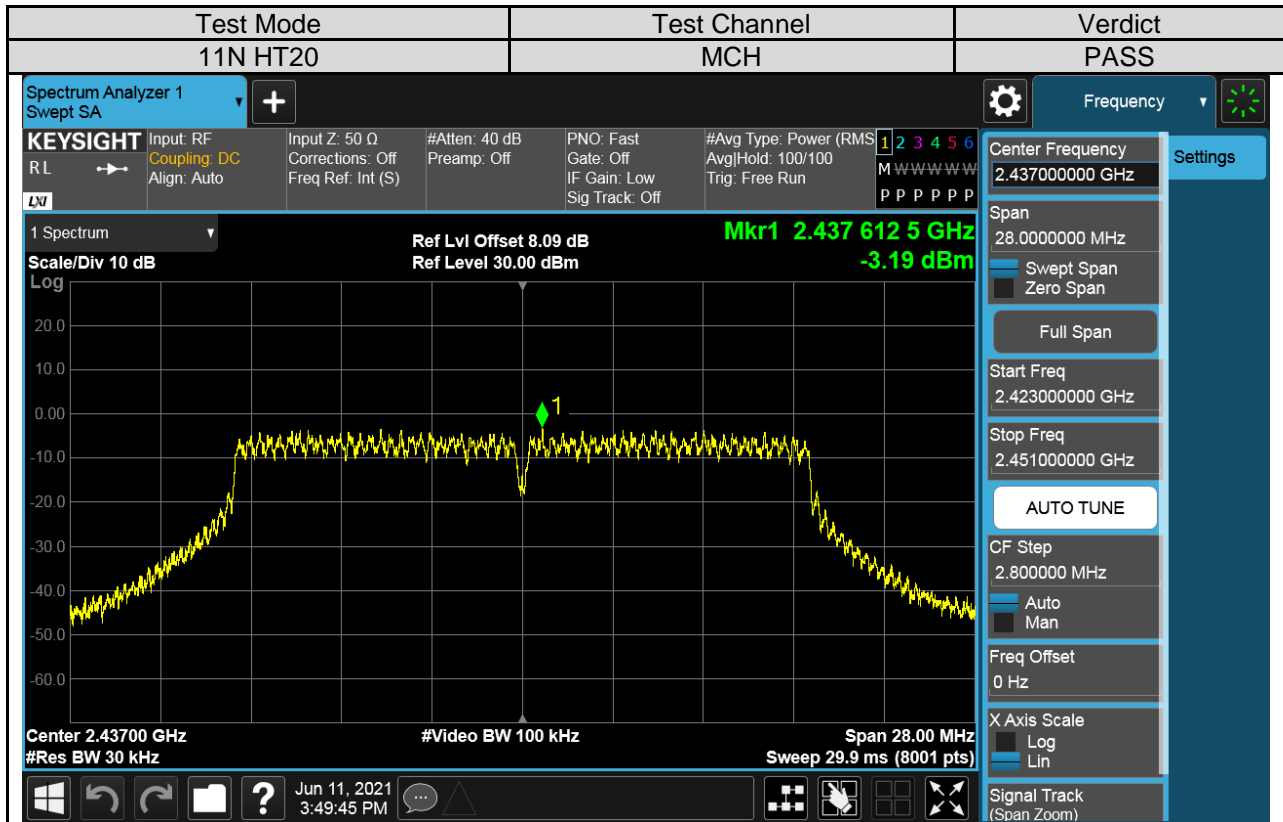 Test Mode Test Channel Verdict
11N HT20 MCH PASS
Spectrum Analyzer 1
Swept SA
+
Frequency
KEYSIGHT Input: RF Input Z: 50 Ω #Atten: 40 dB PNO: Fast #Avg Type: Power (RMS 1 2 3 4 5 6
RL Coupling: DC Corrections: Off Preamp: Off Gate: Off Avg|Hold: 100/100 M W W W W W
Align: Auto Freq Ref: Int (S) IF Gain: Low Trig: Free Run
LXI Sig Track: Off P P P P P P
1 Spectrum Ref Lvl Offset 8.09 dB Mkr1 2.437 612 5 GHz
Scale/Div 10 dB Ref Level 30.00 dBm -3.19 dBm
Log
20.0
10.0
0.00
-10.0
-20.0
-30.0
-40.0
-50.0
-60.0
1
Center 2.43700 GHz #Video BW 100 kHz Span 28.00 MHz
#Res BW 30 kHz Sweep 29.9 ms (8001 pts)
Center Frequency
2.437000000 GHz
Settings
Span
28.0000000 MHz
Swept Span
Zero Span
Full Span
Start Freq
2.423000000 GHz
Stop Freq
2.451000000 GHz
AUTO TUNE
CF Step
2.800000 MHz
Auto
Man
Freq Offset
0 Hz
X Axis Scale
Log
Lin
Signal Track
(Span Zoom)
? Jun 11, 2021
3:49:45 PM